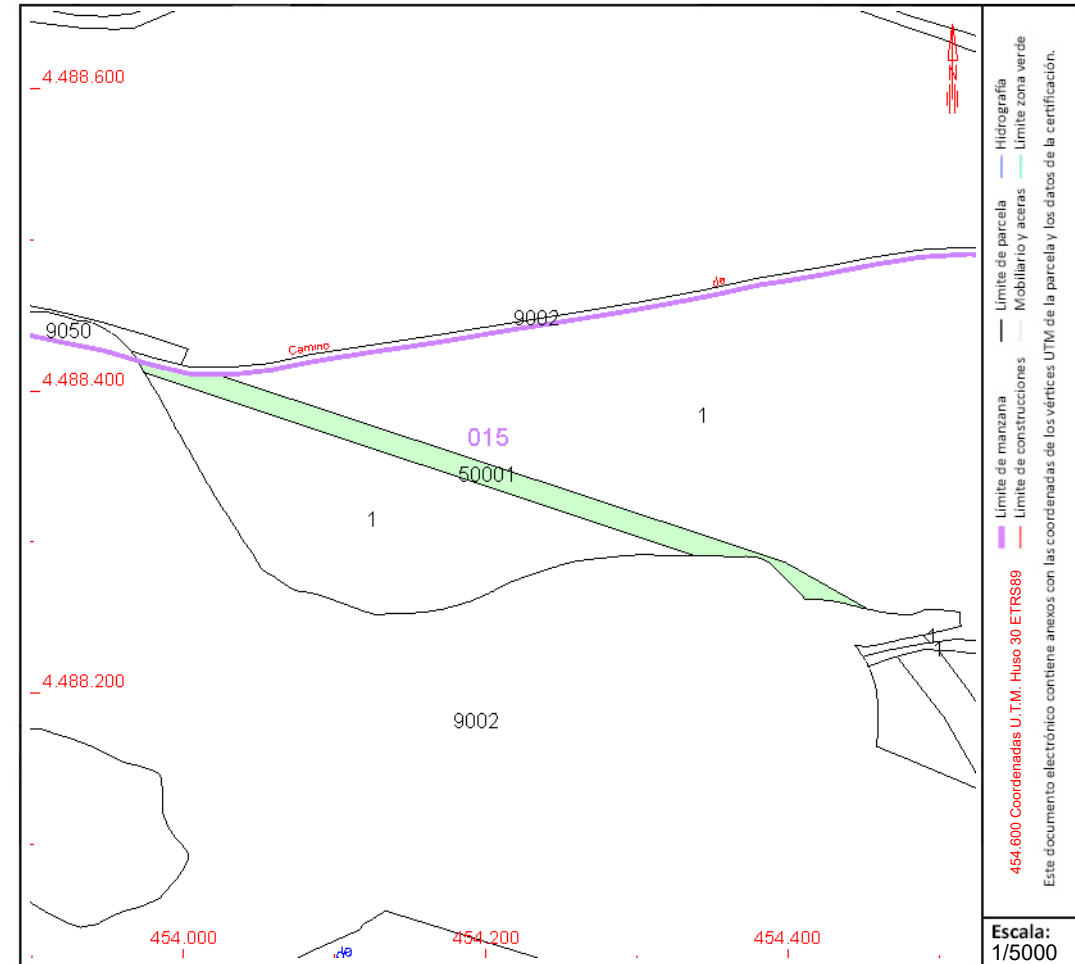 4.488.600
de
9002
9050
Camino
4.488.400
1
015
50001
1
1
1
4.488.200
9002
454.000
454.200
454.400
de
N
Límite de manzana
Límite de parcela
Hidrografía
Límite de construcciones
Mobiliario y aceras
Límite zona verde
454.600 Coordenadas U.T.M. Huso 30 ETRS89
Este documento electrónico contiene anexos con las coordenadas de los vértices UTM de la parcela y los datos de la certificación.
Escala:
1/5000